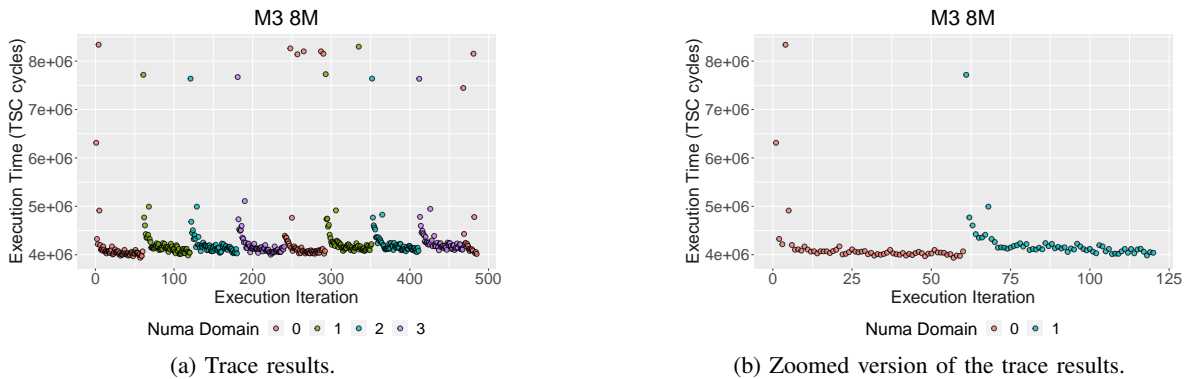 M3 8M
Execution Time (TSC cycles)
8e+06
7e+06
6e+06
5e+06
4e+06
0 100 200 300 400 500
Execution Iteration
Numa Domain 0 1 2 3
(a) Trace results.
M3 8M
Execution Time (TSC cycles)
8e+06
7e+06
6e+06
5e+06
4e+06
0 25 50 75 100 125
Execution Iteration
Numa Domain 0 1
(b) Zoomed version of the trace results.